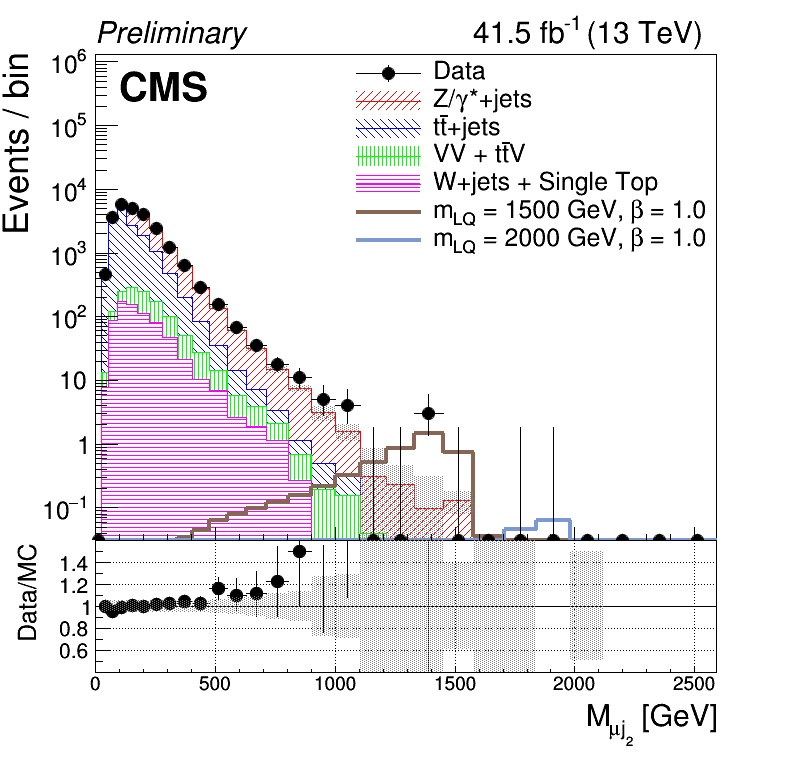 Preliminary 41.5 fb⁻¹ (13 TeV)
CMS
Data
Z/γ*+jets
tt̄+jets
VV + tt̄V
W+jets + Single Top
m_LQ = 1500 GeV, β = 1.0
m_LQ = 2000 GeV, β = 1.0
Events / bin
10⁶
10⁵
10⁴
10³
10²
10
1
10⁻¹
Data/MC
1.4
1.2
1
0.8
0.6
0 500 1000 1500 2000 2500
M_μj₂ [GeV]